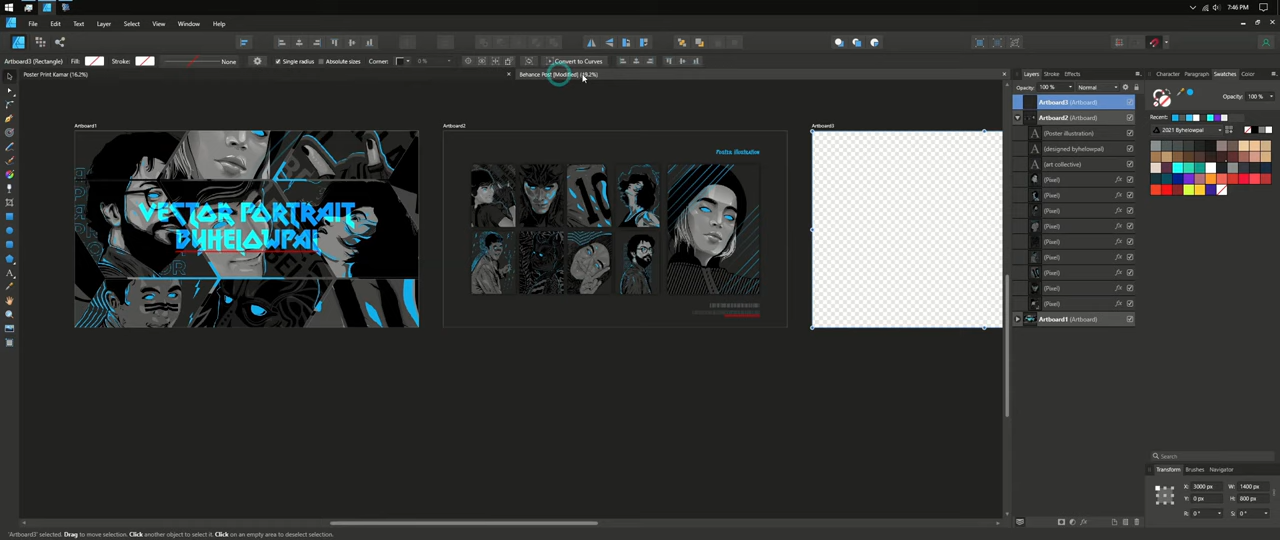 7:46 PM
File Edit Text Layer Select View Window Help
Artboard3 (Rectangle) Fill: Stroke: None Single radius Absolute sizes Corner: 0 % Convert to Curves
Poster Print Kamar (16.2%)
Behance Post [Modified] (19.2%)
Layers Stroke Effects
Character Paragraph Swatches Color
Opacity: 100 % Normal
Opacity: 100 %
Recent:
2021 Byhelowpai
Artboard3 (Artboard)
Artboard2 (Artboard)
(Poster illustration)
(designed byhelowpai)
(art collective)
(Pixel)
(Pixel)
(Pixel)
(Pixel)
(Pixel)
(Pixel)
(Pixel)
(Pixel)
(Pixel)
Artboard1 (Artboard)
Artboard1
Artboard2
Artboard3
VECTOR PORTRAIT
BYHELOWPAI
Poster illustration
Search
Transform Brushes Navigator
X: 3000 px W: 1400 px
Y: 0 px H: 800 px
R: 0 ° S: 0 °
'Artboard3' selected. Drag to move selection. Click another object to select it. Click on an empty area to deselect selection.